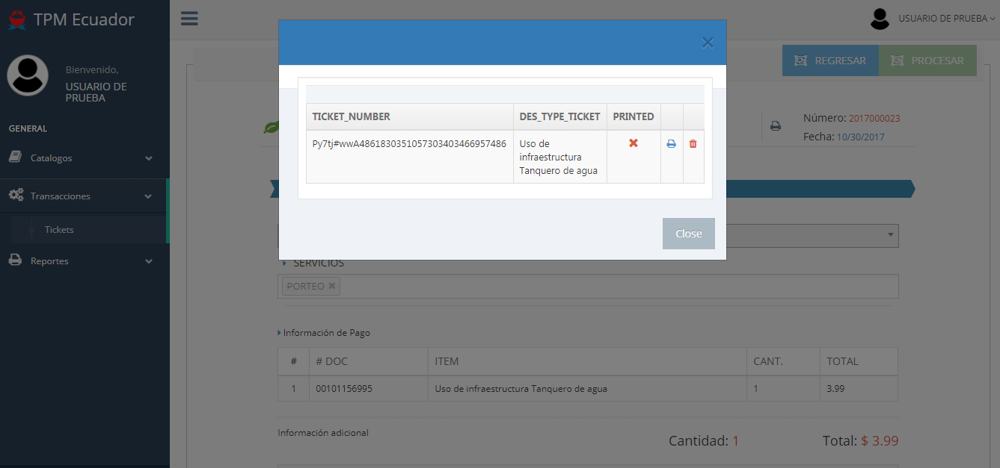 TPM Ecuador
USUARIO DE PRUEBA
Bienvenido,
USUARIO DE
PRUEBA
GENERAL
Catalogos
Transacciones
Tickets
Reportes
REGRESAR
PROCESAR
×
TICKET_NUMBER DES_TYPE_TICKET PRINTED
Py7tj#wwA4861830351057303403466957486 Uso de
infraestructura
Tanquero de agua
Close
Número: 2017000023
Fecha: 10/30/2017
SERVICIOS
PORTEO ×
Información de Pago
# # DOC ITEM CANT. TOTAL
1 00101156995 Uso de infraestructura Tanquero de agua 1 3.99
Información adicional
Cantidad: 1 Total: $ 3.99